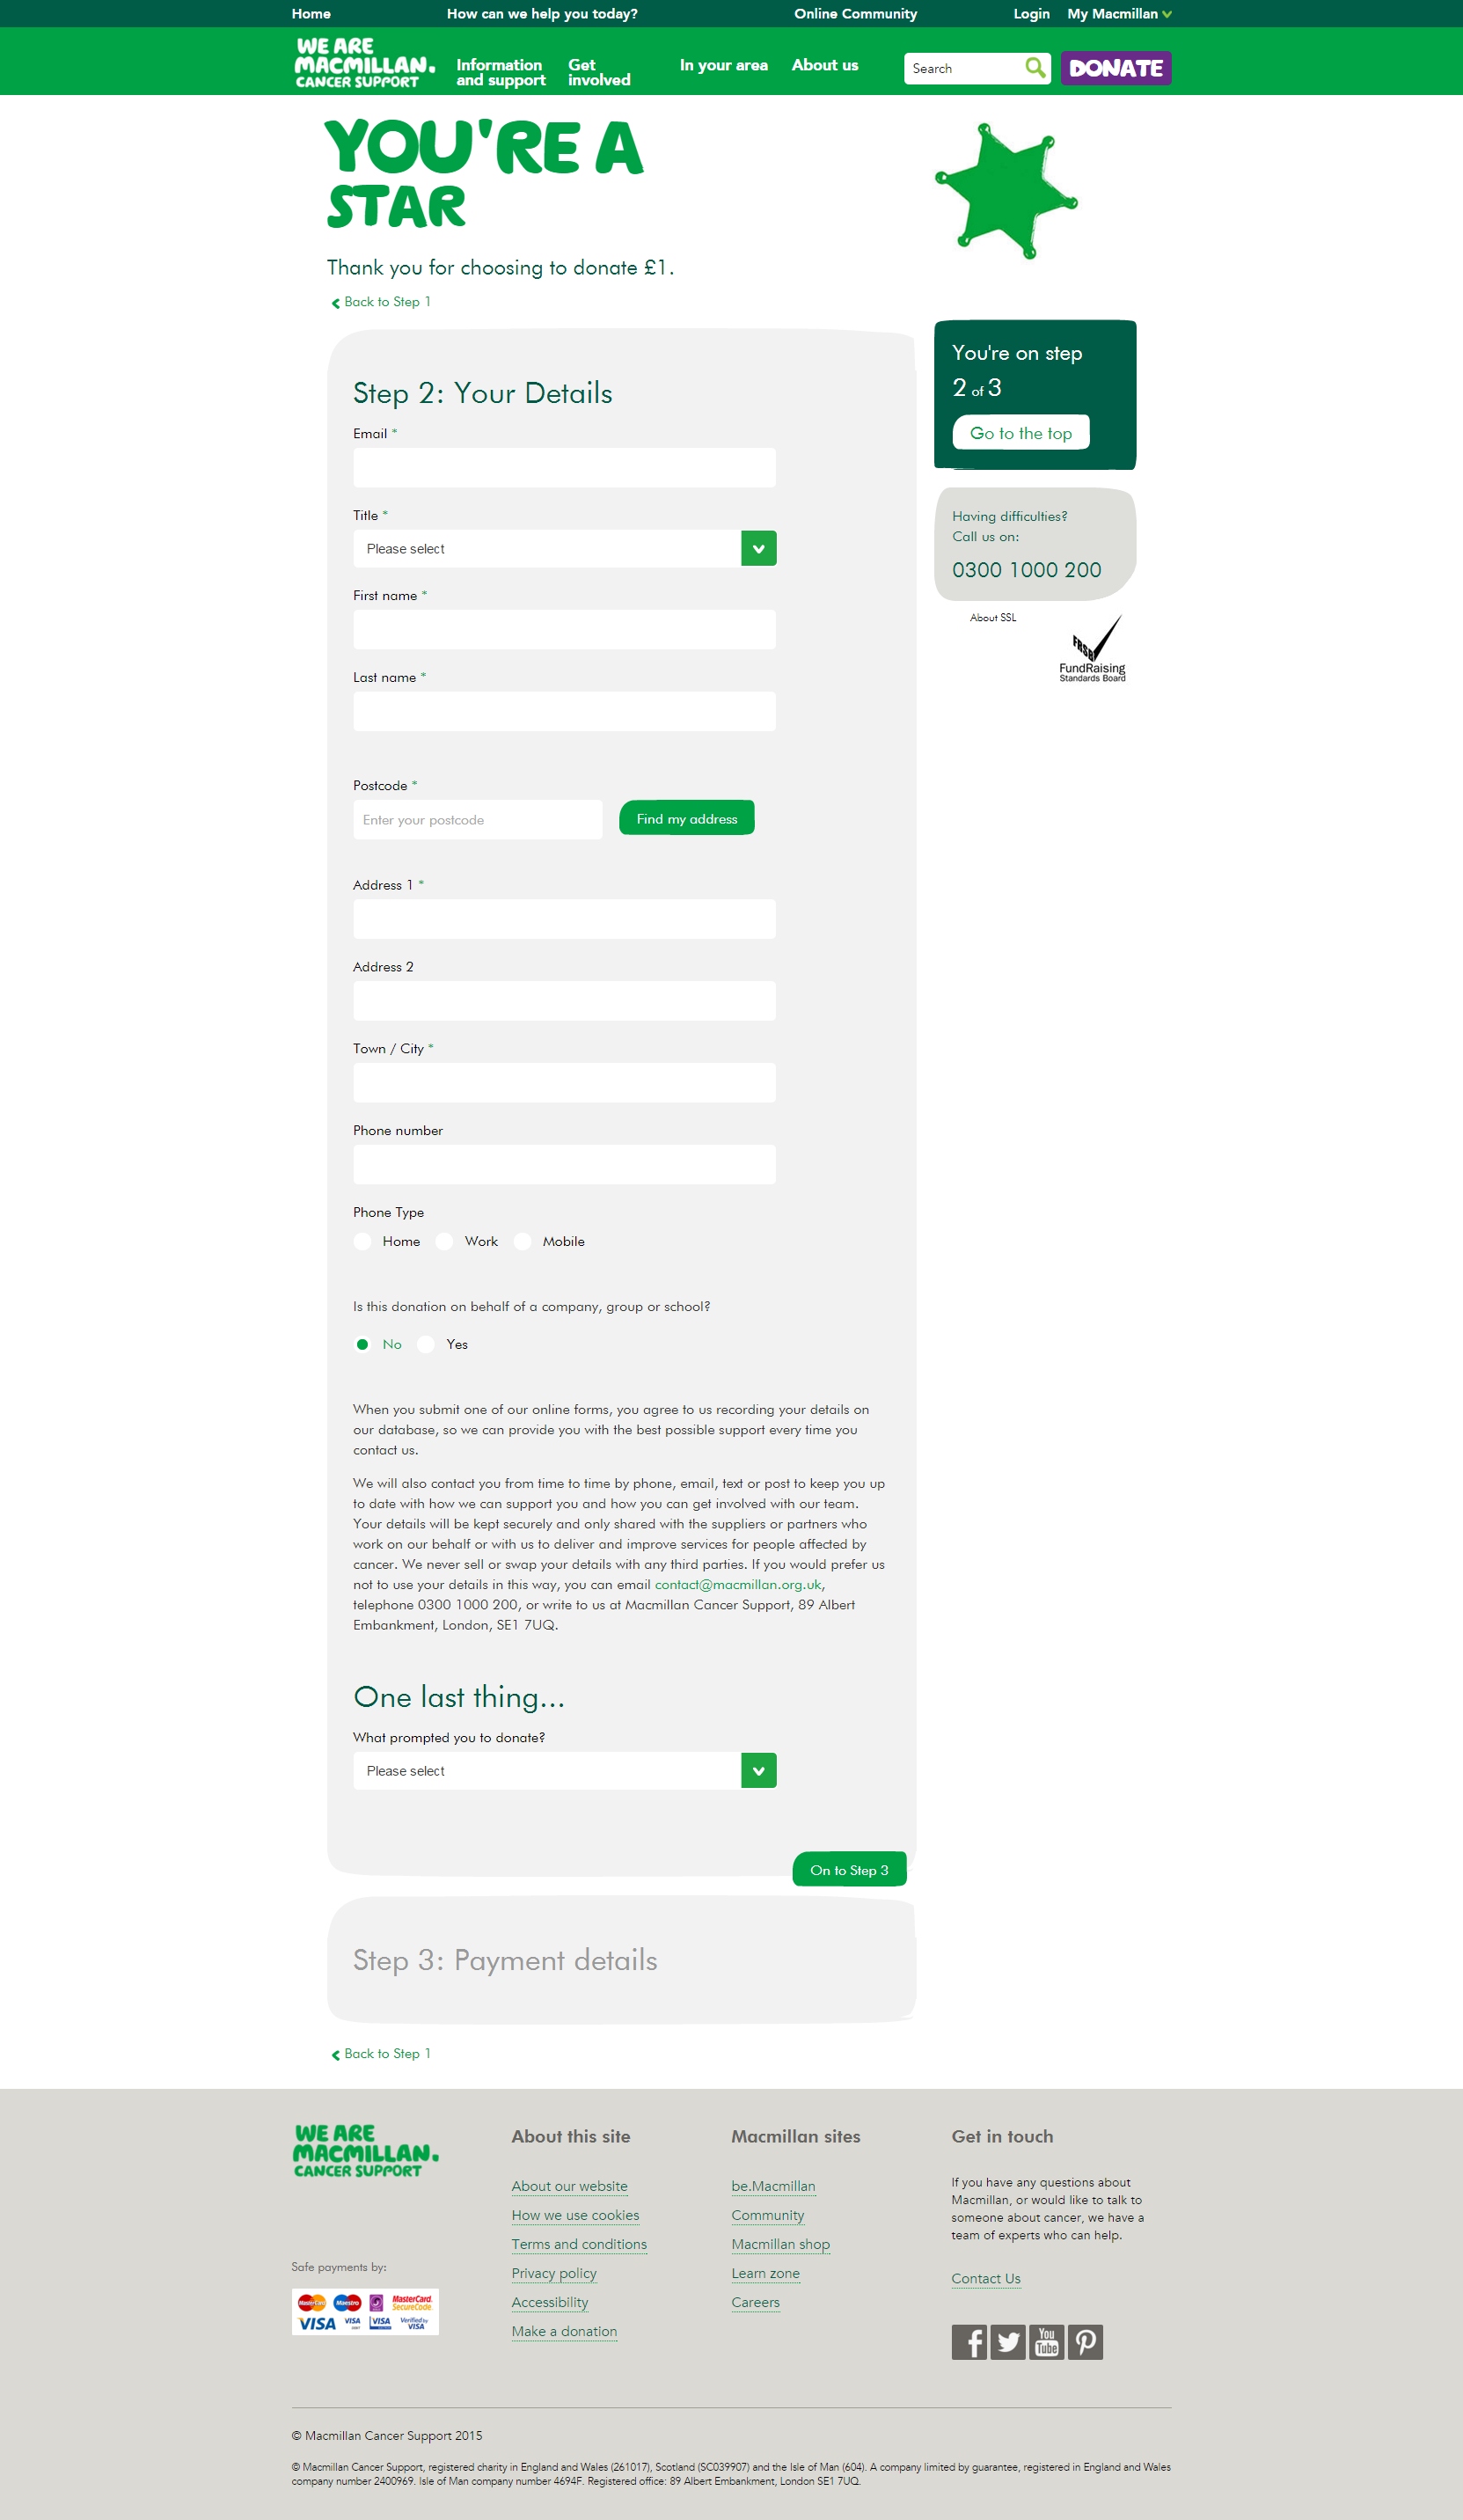 Home
How can we help you today?
Online Community
Login
My Macmillan
WE ARE
MACMILLAN.
CANCER SUPPORT
Information
and support
Get
involved
In your area
About us
Search
DONATE
YOU'RE A
STAR
Thank you for choosing to donate £1.
Back to Step 1
Step 2: Your Details
Email *
Title *
Please select
First name *
Last name *
Postcode *
Enter your postcode
Find my address
Address 1 *
Address 2
Town / City *
Phone number
Phone Type
Home
Work
Mobile
Is this donation on behalf of a company, group or school?
No
Yes
When you submit one of our online forms, you agree to us recording your details on
our database, so we can provide you with the best possible support every time you
contact us.
We will also contact you from time to time by phone, email, text or post to keep you up
to date with how we can support you and how you can get involved with our team.
Your details will be kept securely and only shared with the suppliers or partners who
work on our behalf or with us to deliver and improve services for people affected by
cancer. We never sell or swap your details with any third parties. If you would prefer us
not to use your details in this way, you can email contact@macmillan.org.uk,
telephone 0300 1000 200, or write to us at Macmillan Cancer Support, 89 Albert
Embankment, London, SE1 7UQ.
One last thing...
What prompted you to donate?
Please select
On to Step 3
Step 3: Payment details
Back to Step 1
You're on step
2 of 3
Go to the top
Having difficulties?
Call us on:
0300 1000 200
About SSL
FRSB
FundRaising
Standards Board
WE ARE
MACMILLAN.
CANCER SUPPORT
Safe payments by:
MasterCard
Maestro
MasterCard.
SecureCode
VISA
VISA
VISA
Verified by
VISA
About this site
About our website
How we use cookies
Terms and conditions
Privacy policy
Accessibility
Make a donation
Macmillan sites
be.Macmillan
Community
Macmillan shop
Learn zone
Careers
Get in touch
If you have any questions about
Macmillan, or would like to talk to
someone about cancer, we have a
team of experts who can help.
Contact Us
You
Tube
© Macmillan Cancer Support 2015
© Macmillan Cancer Support, registered charity in England and Wales (261017), Scotland (SC039907) and the Isle of Man (604). A company limited by guarantee, registered in England and Wales
company number 2400969. Isle of Man company number 4694F. Registered office: 89 Albert Embankment, London SE1 7UQ.